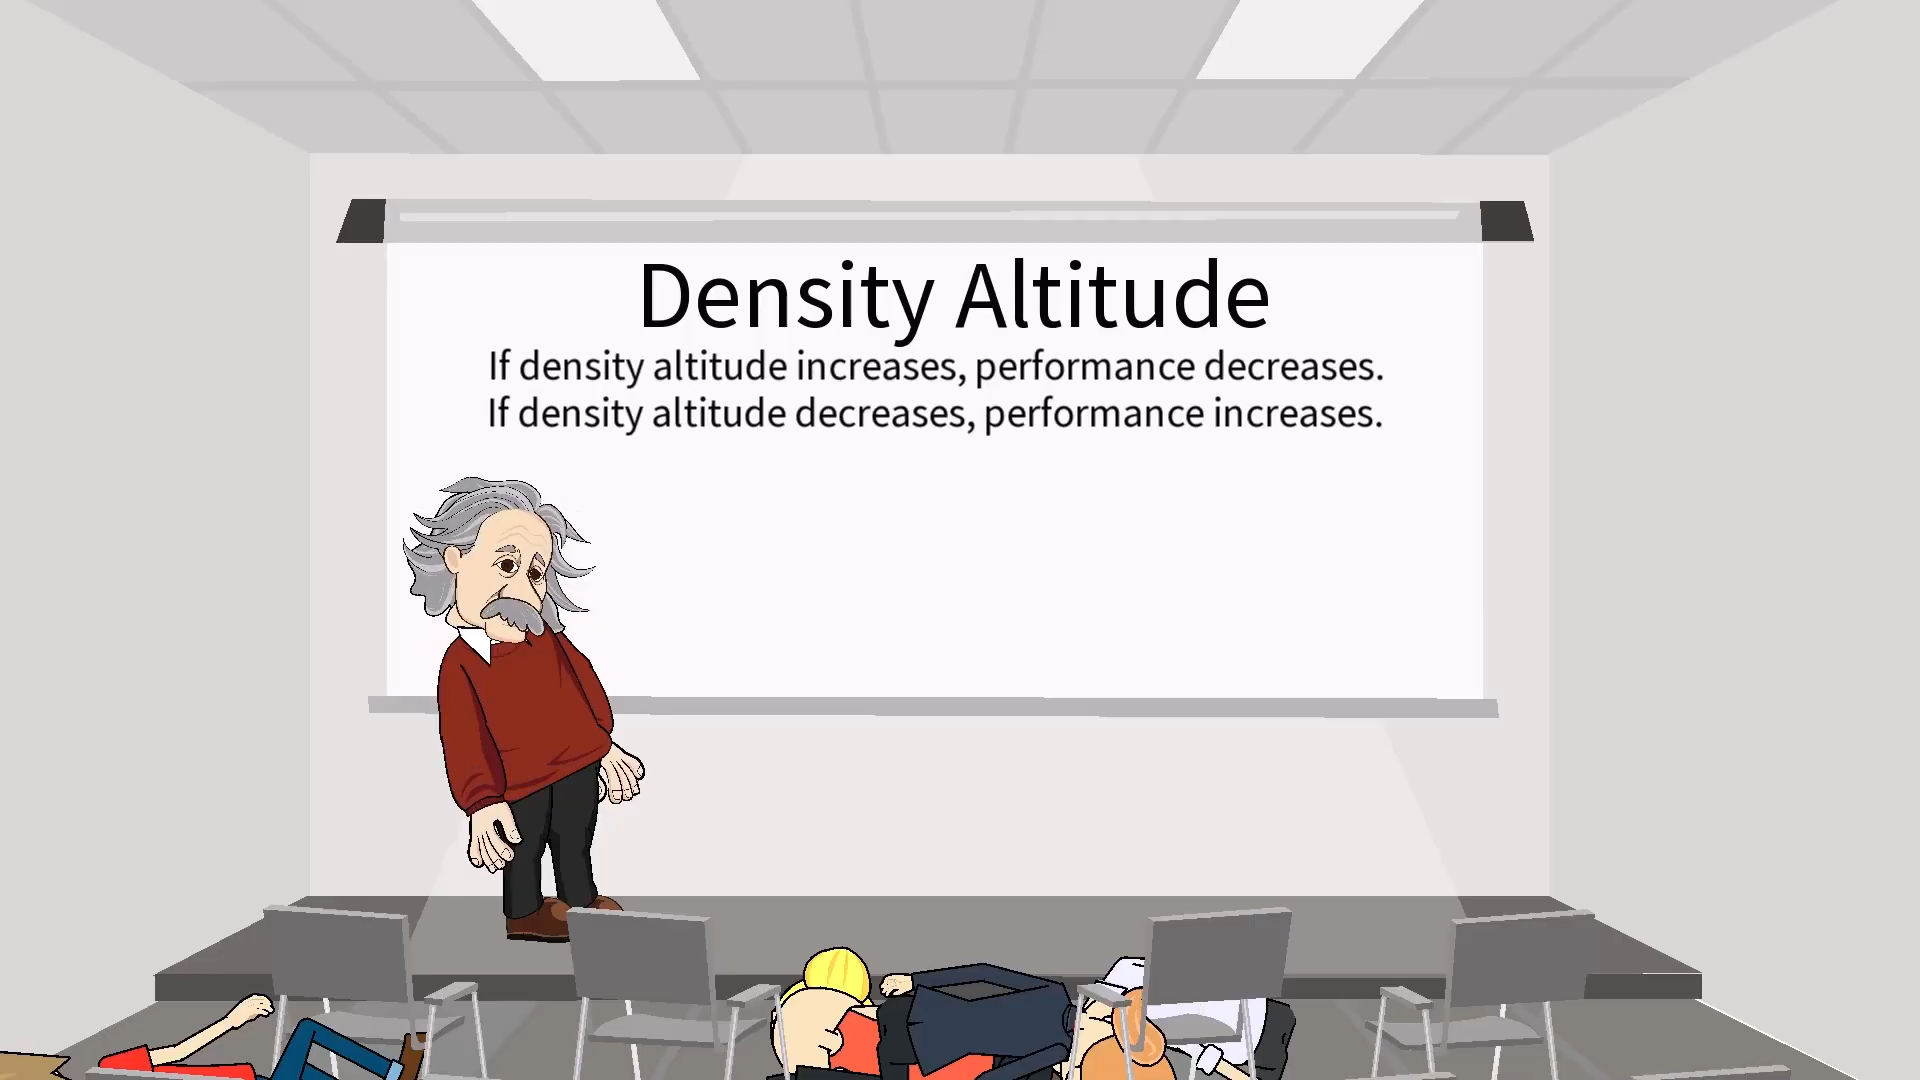 Density Altitude
If density altitude increases, performance decreases.
If density altitude decreases, performance increases.